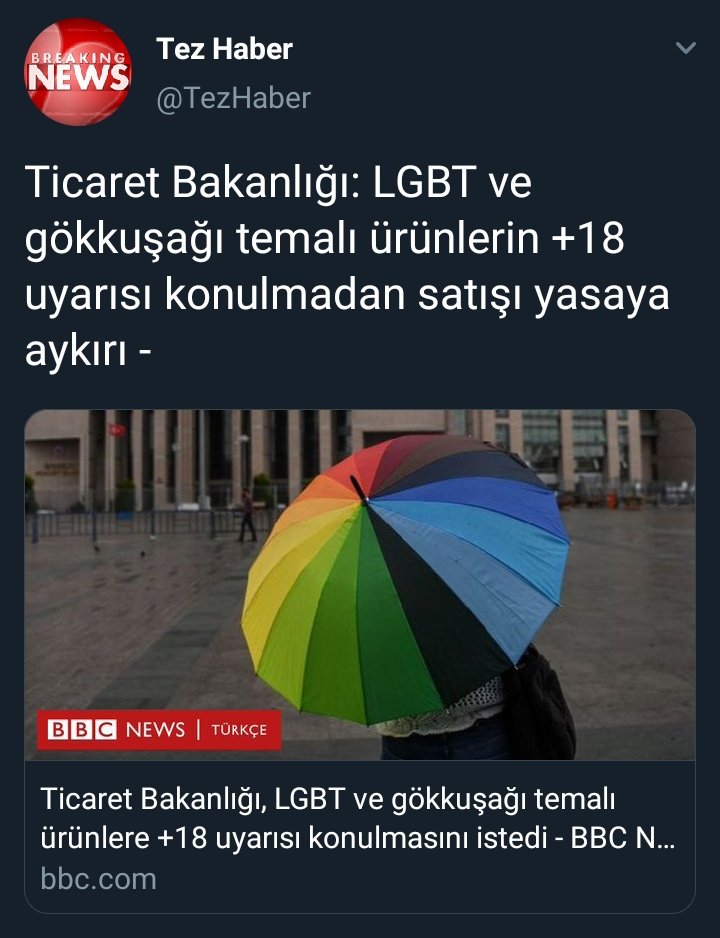 BREAKING
NEWS
Tez Haber
@TezHaber
Ticaret Bakanlığı: LGBT ve
gökkuşağı temalı ürünlerin +18
uyarısı konulmadan satışı yasaya
aykırı -
BBC NEWS | TÜRKÇE
Ticaret Bakanlığı, LGBT ve gökkuşağı temalı
ürünlere +18 uyarısı konulmasını istedi - BBC N...
bbc.com